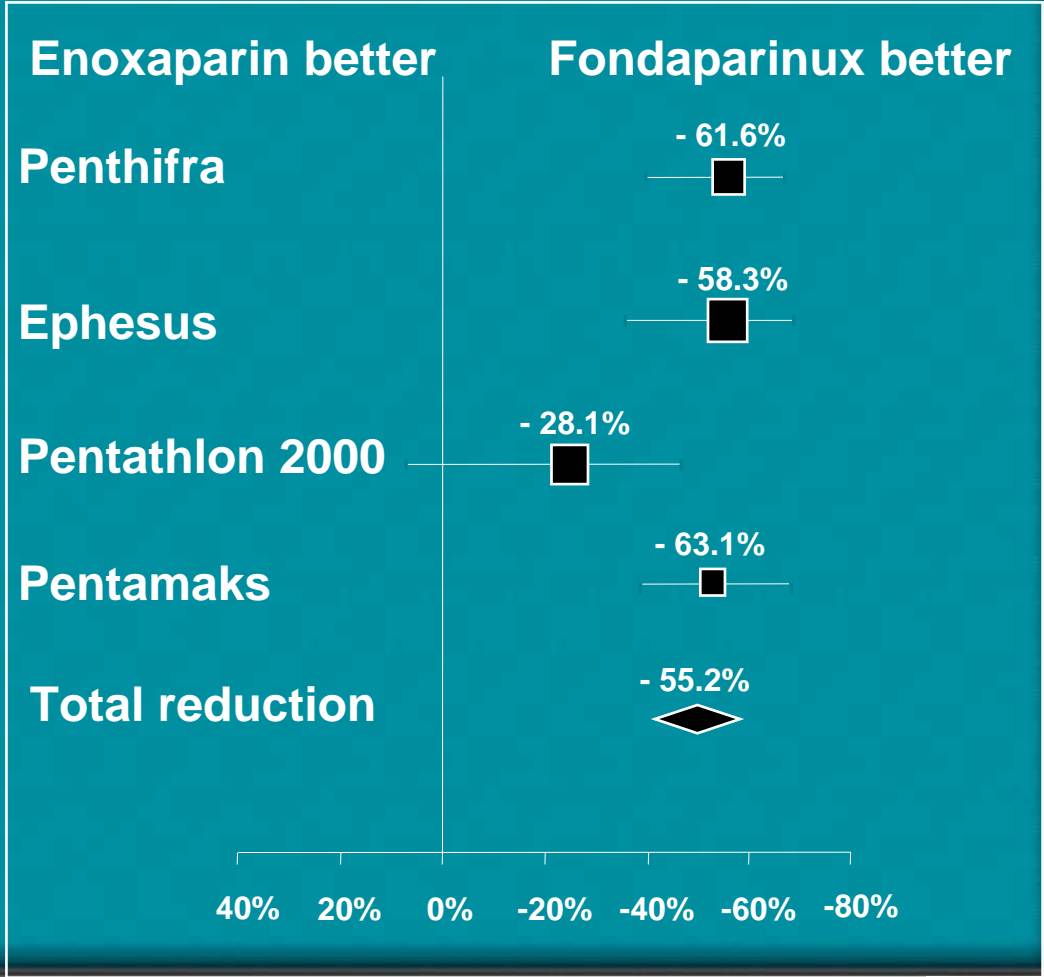 Enoxaparin better Fondaparinux better
- 61.6%
Penthifra
- 58.3%
Ephesus
- 28.1%
Pentathlon 2000
- 63.1%
Pentamaks
- 55.2%
Total reduction
40% 20% 0% -20% -40% -60% -80%